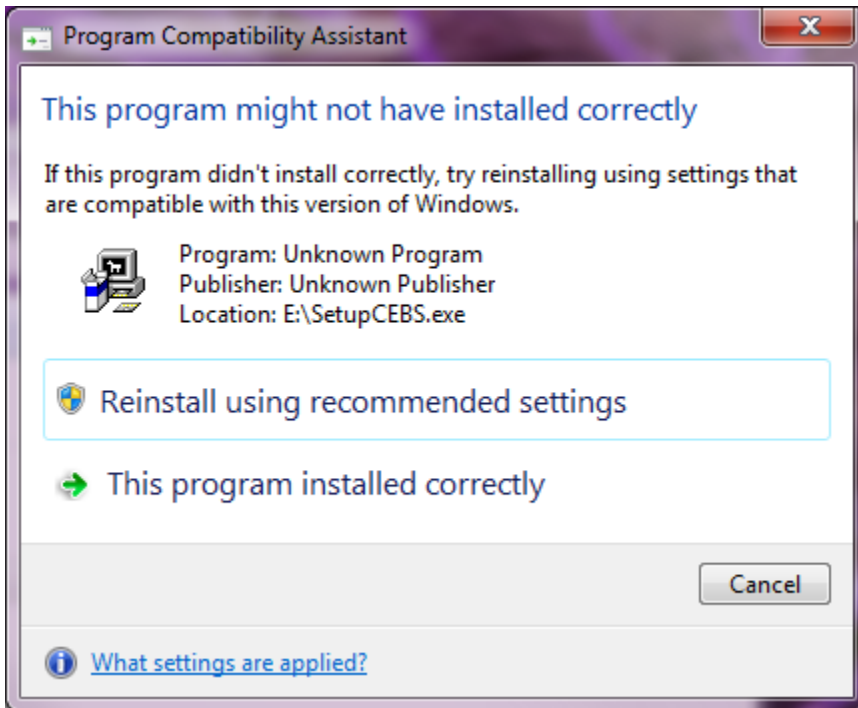 Program Compatibility Assistant
This program might not have installed correctly
If this program didn't install correctly, try reinstalling using settings that
are compatible with this version of Windows.
Program: Unknown Program
Publisher: Unknown Publisher
Location: E:\SetupCEBS.exe
Reinstall using recommended settings
This program installed correctly
Cancel
What settings are applied?